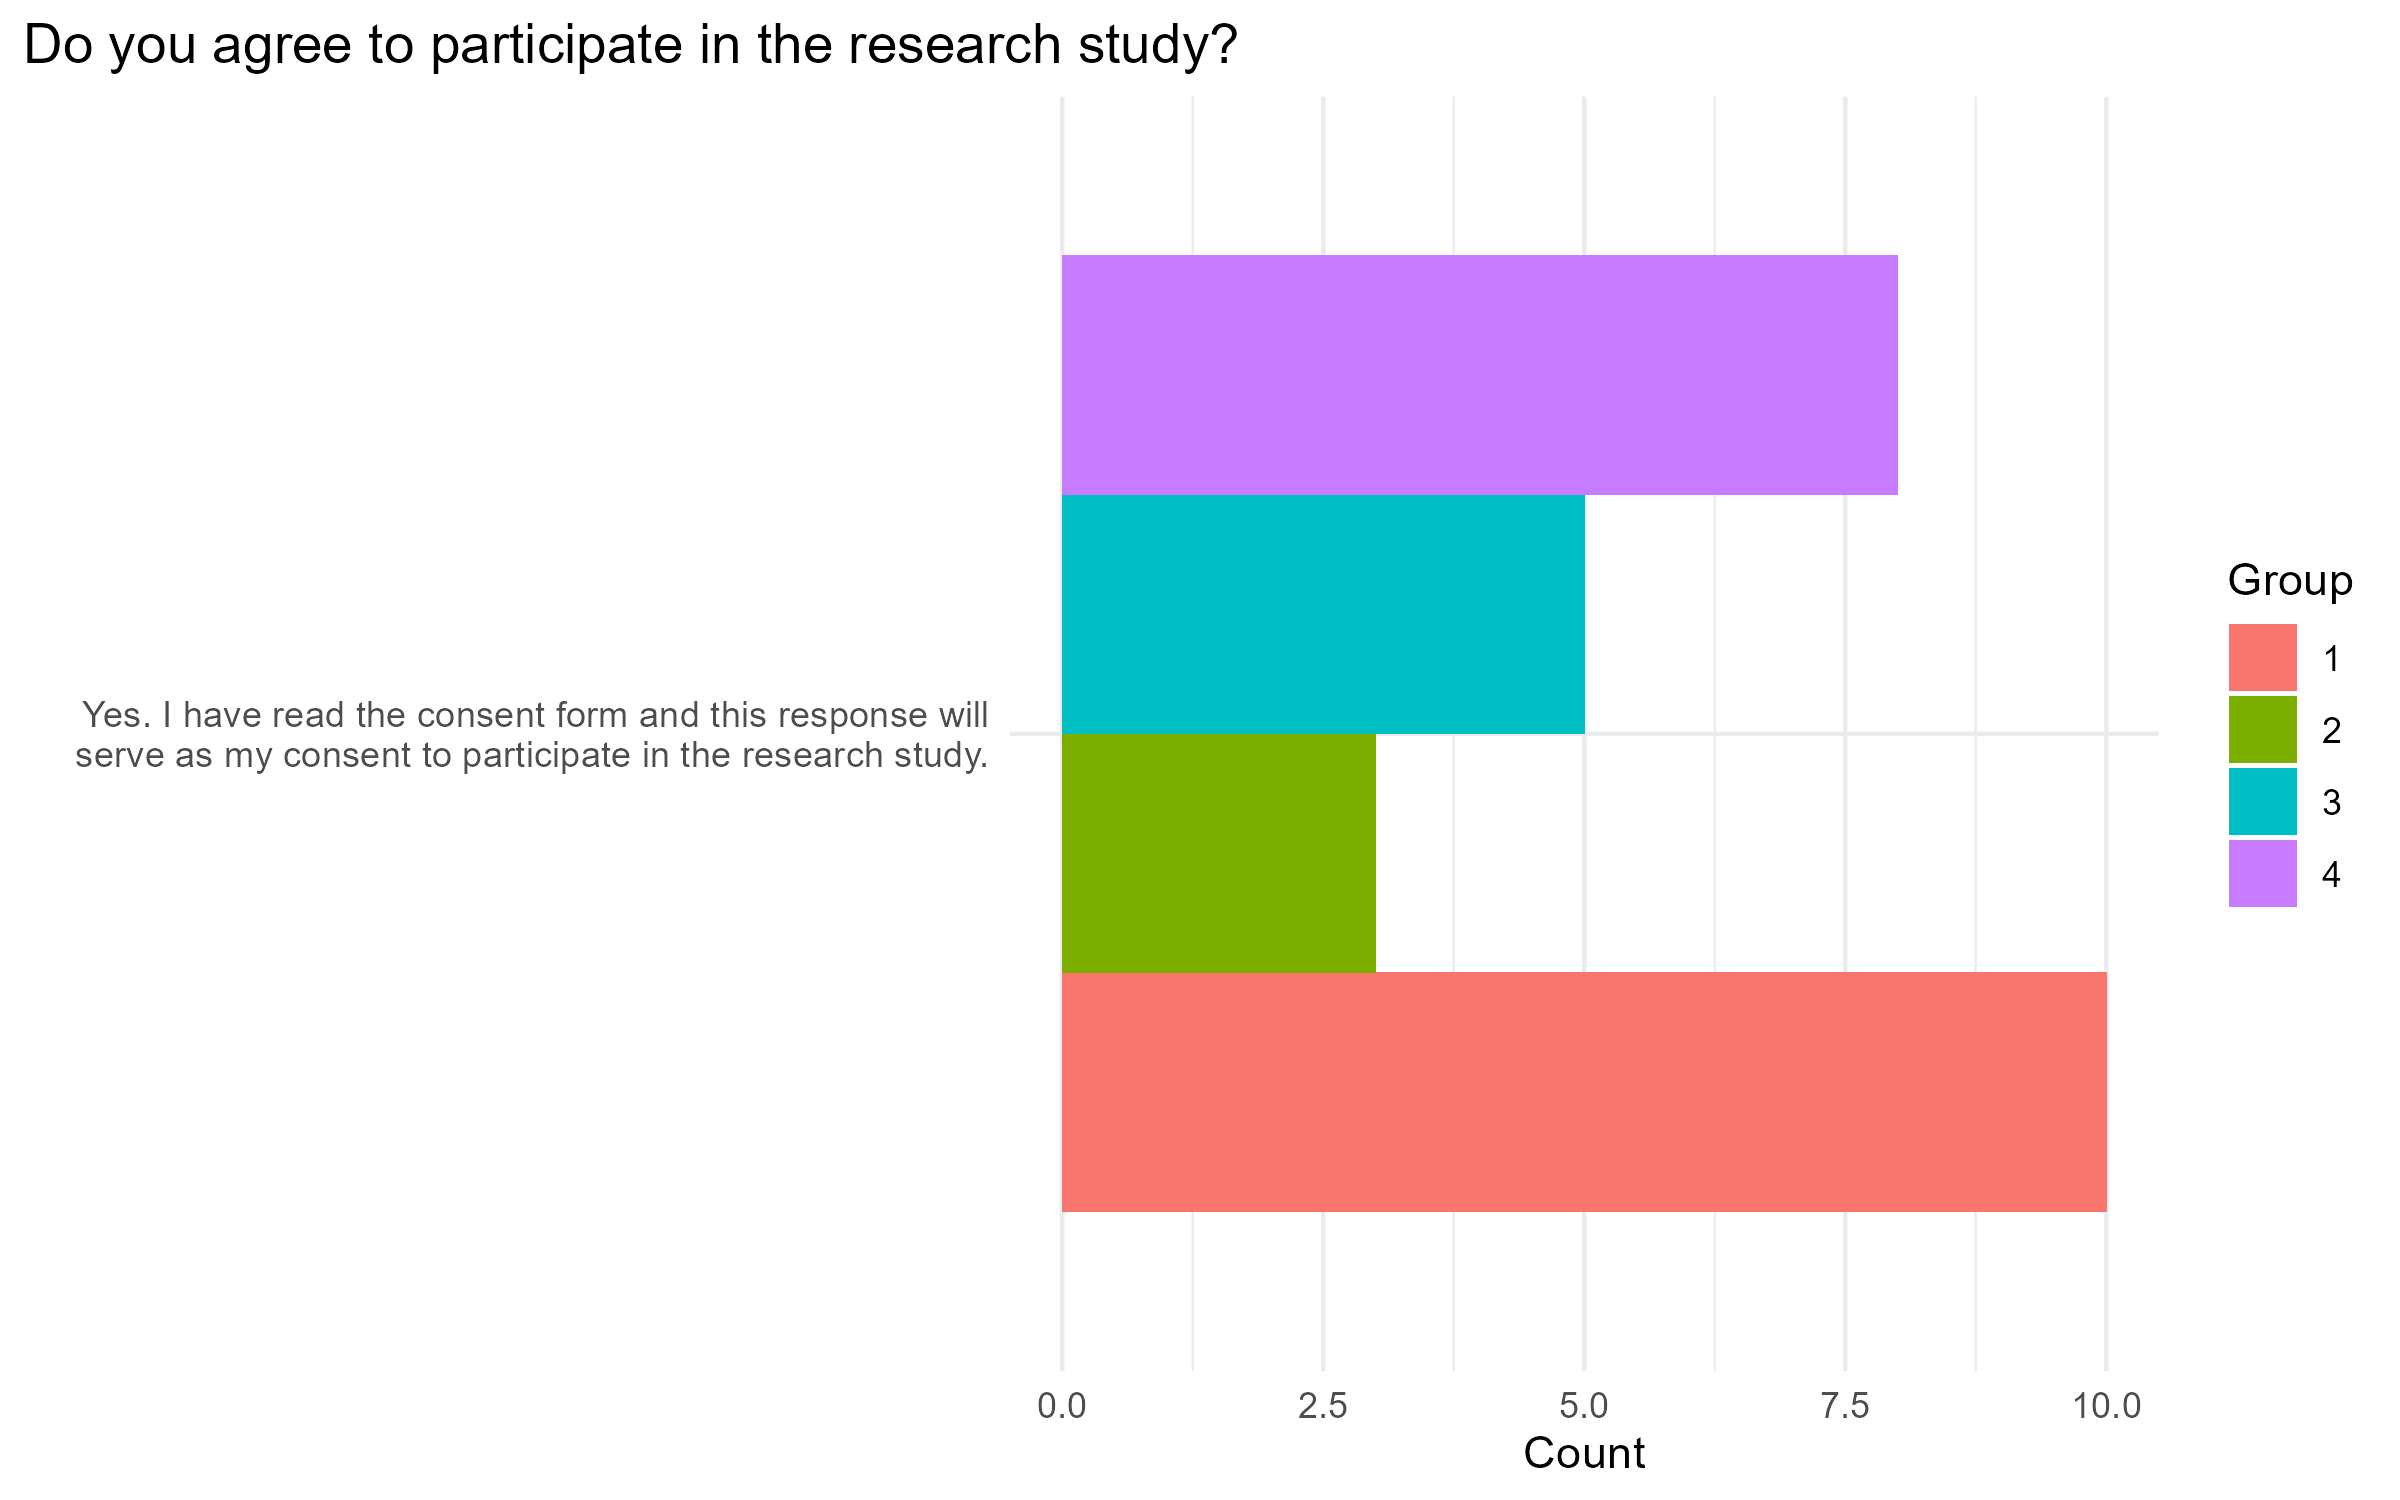 Do you agree to participate in the research study?
Yes. I have read the consent form and this response will
serve as my consent to participate in the research study.
Group
1
2
3
4
0.0
2.5
5.0
7.5
10.0
Count